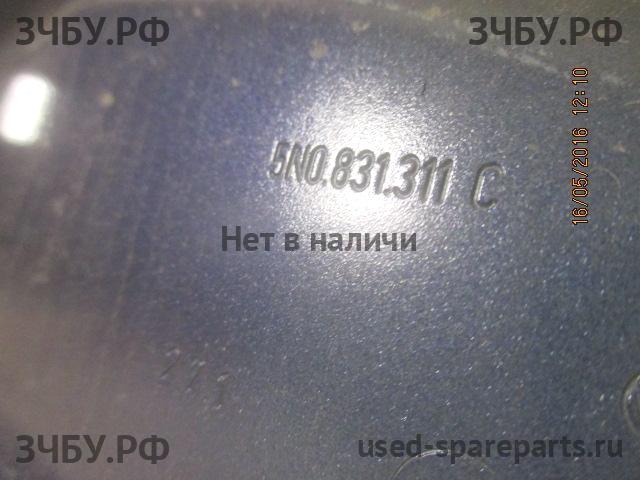 ЗЧБУ.РФ
ЗЧБУ.РФ
16/05/2016 12:10
5N0.831.311 C
Нет в наличи
ЗЧБУ.РФ
used-spareparts.ru